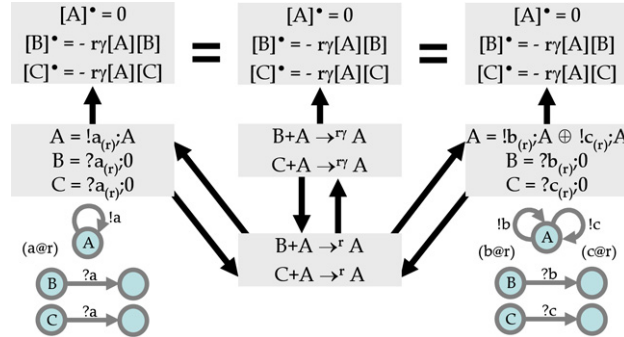 [A]• = 0
[B]• = - rγ[A][B]
[C]• = - rγ[A][C]
=
[A]• = 0
[B]• = - rγ[A][B]
[C]• = - rγ[A][C]
=
[A]• = 0
[B]• = - rγ[A][B]
[C]• = - rγ[A][C]
A = !a(r);A
B = ?a(r);0
C = ?a(r);0
B+A →rγ A
C+A →rγ A
A = !b(r);A ⊕ !c(r);A
B = ?b(r);0
C = ?c(r);0
!a
(a@r)
A
B
?a
C
?a
B+A →r A
C+A →r A
!b
!c
A
(b@r)
(c@r)
B
?b
C
?c